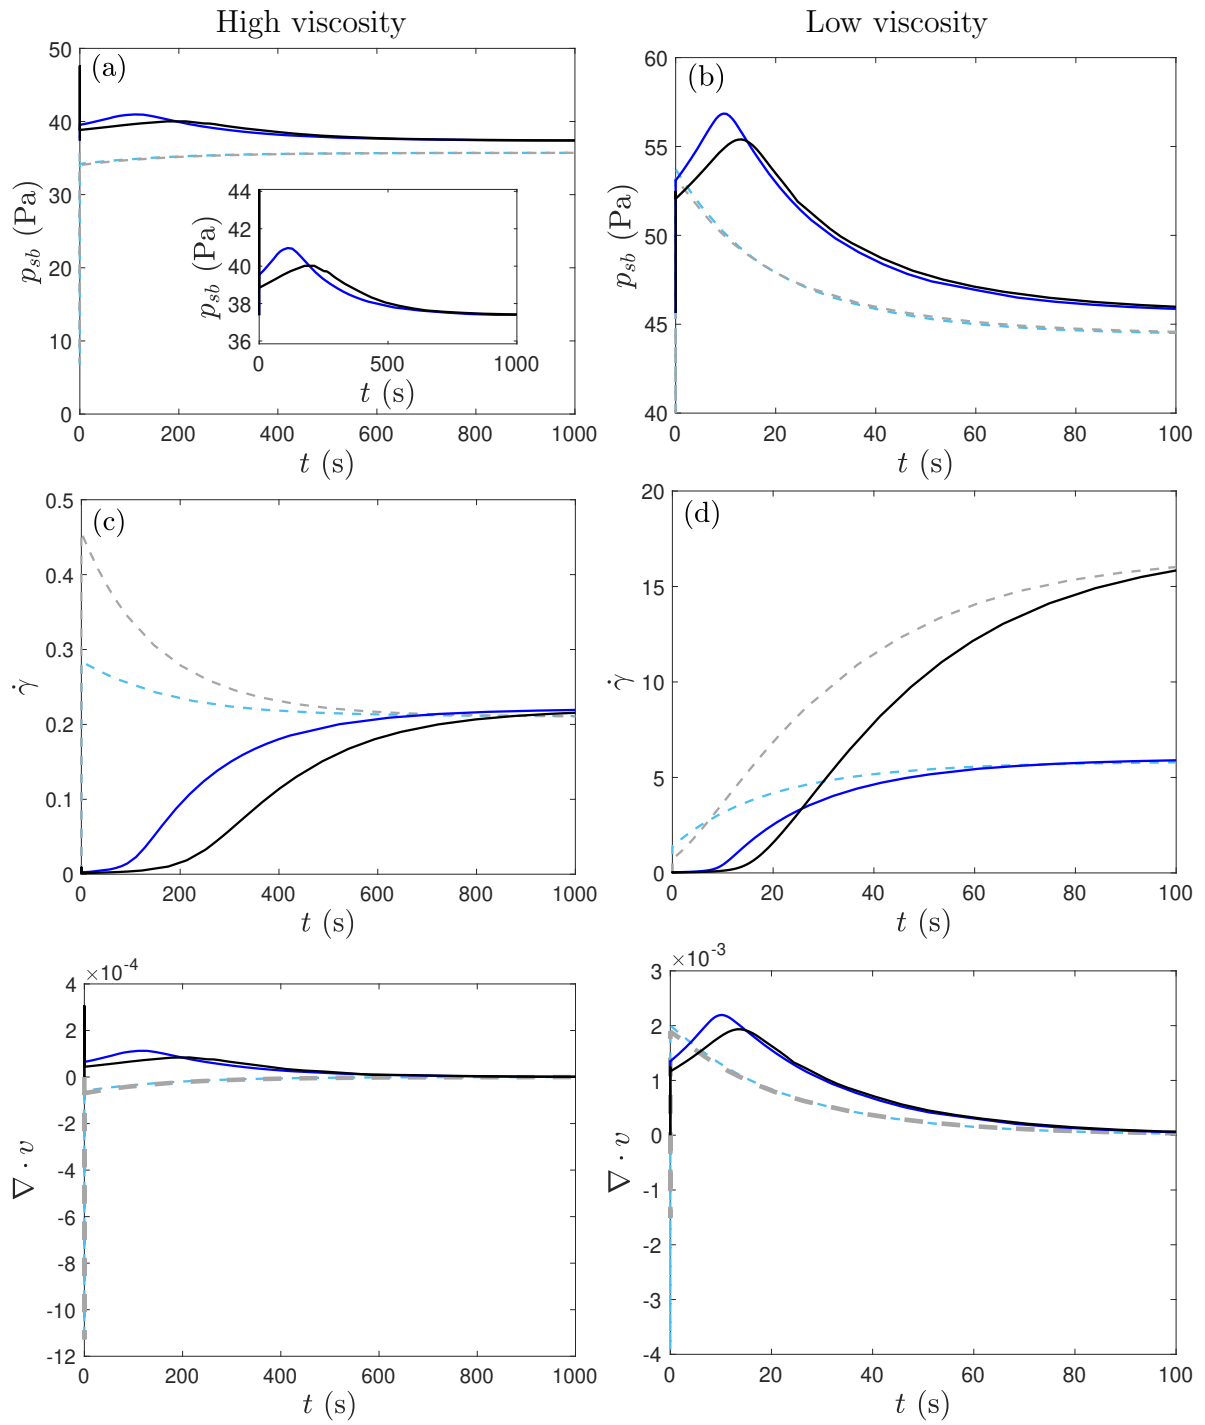 High viscosity
Low viscosity
(a)
50
40
30
20
10
0
p_sb (Pa)
0 200 400 600 800 1000
t (s)
44
42
40
38
36
p_sb (Pa)
0 500 1000
t (s)
(b)
60
55
50
45
40
p_sb (Pa)
0 20 40 60 80 100
t (s)
(c)
0.5
0.4
0.3
0.2
0.1
0
γ̇
0 200 400 600 800 1000
t (s)
(d)
20
15
10
5
0
γ̇
0 20 40 60 80 100
t (s)
×10⁻⁴
4
2
0
-2
-4
-6
-8
-10
-12
∇ · v
0 200 400 600 800 1000
t (s)
×10⁻³
3
2
1
0
-1
-2
-3
-4
∇ · v
0 20 40 60 80 100
t (s)